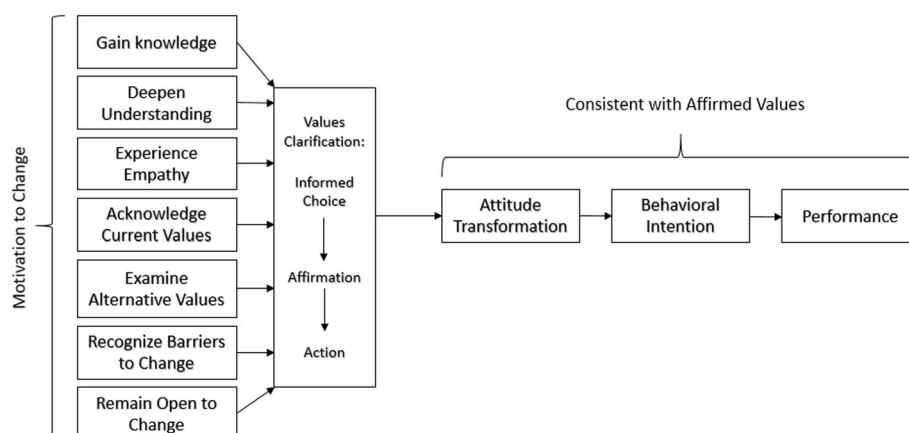 Motivation to Change
Gain knowledge
Deepen
Understanding
Experience
Empathy
Acknowledge
Current Values
Examine
Alternative Values
Recognize Barriers
to Change
Remain Open to
Change
Values
Clarification:
Informed
Choice
Affirmation
Action
Consistent with Affirmed Values
Attitude
Transformation
Behavioral
Intention
Performance